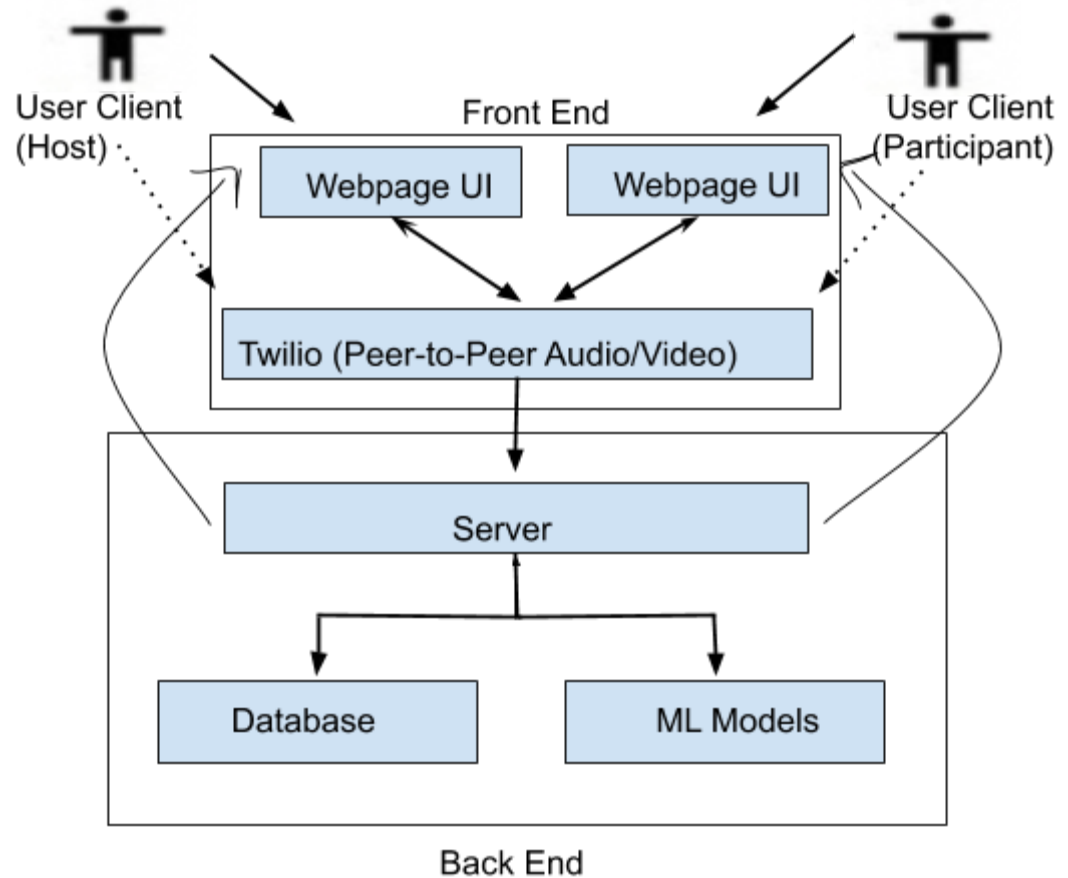 User Client
(Host)
Front End
User Client
(Participant)
Webpage UI
Webpage UI
Twilio (Peer-to-Peer Audio/Video)
Server
Database
ML Models
Back End